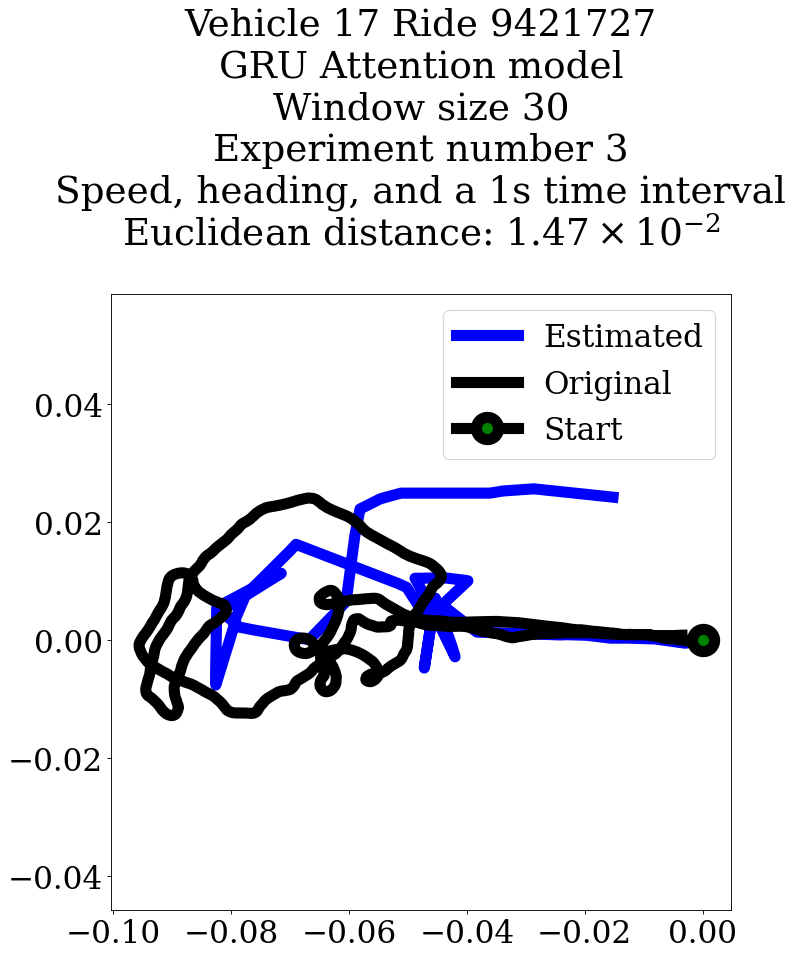 Vehicle 17 Ride 9421727
GRU Attention model
Window size 30
Experiment number 3
Speed, heading, and a 1s time interval
Euclidean distance: 1.47 × 10⁻²
Estimated
Original
Start
0.04
0.02
0.00
−0.02
−0.04
−0.10 −0.08 −0.06 −0.04 −0.02 0.00